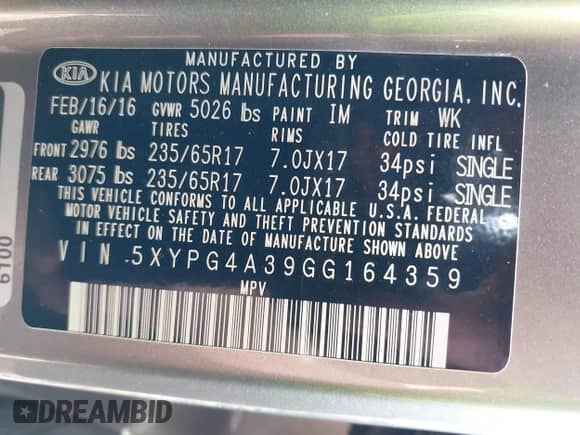 MANUFACTURED BY
KIA KIA MOTORS MANUFACTURING GEORGIA, INC.
FEB/16/16 GVWR 5026 lbs PAINT IM TRIM WK
GAWR TIRES RIMS COLD TIRE INFL
FRONT 2976 lbs 235/65R17 7.0JX17 34psi SINGLE
REAR 3075 lbs 235/65R17 7.0JX17 34psi SINGLE
THIS VEHICLE CONFORMS TO ALL APPLICABLE U.S.A. FEDERAL
MOTOR VEHICLE SAFETY AND THEFT PREVENTION STANDARDS
IN EFFECT ON THE DATE OF MANUFACTURE SHOWN ABOVE
VIN:5XYPG4A39GG164359
MPV
6100
DREAMBID